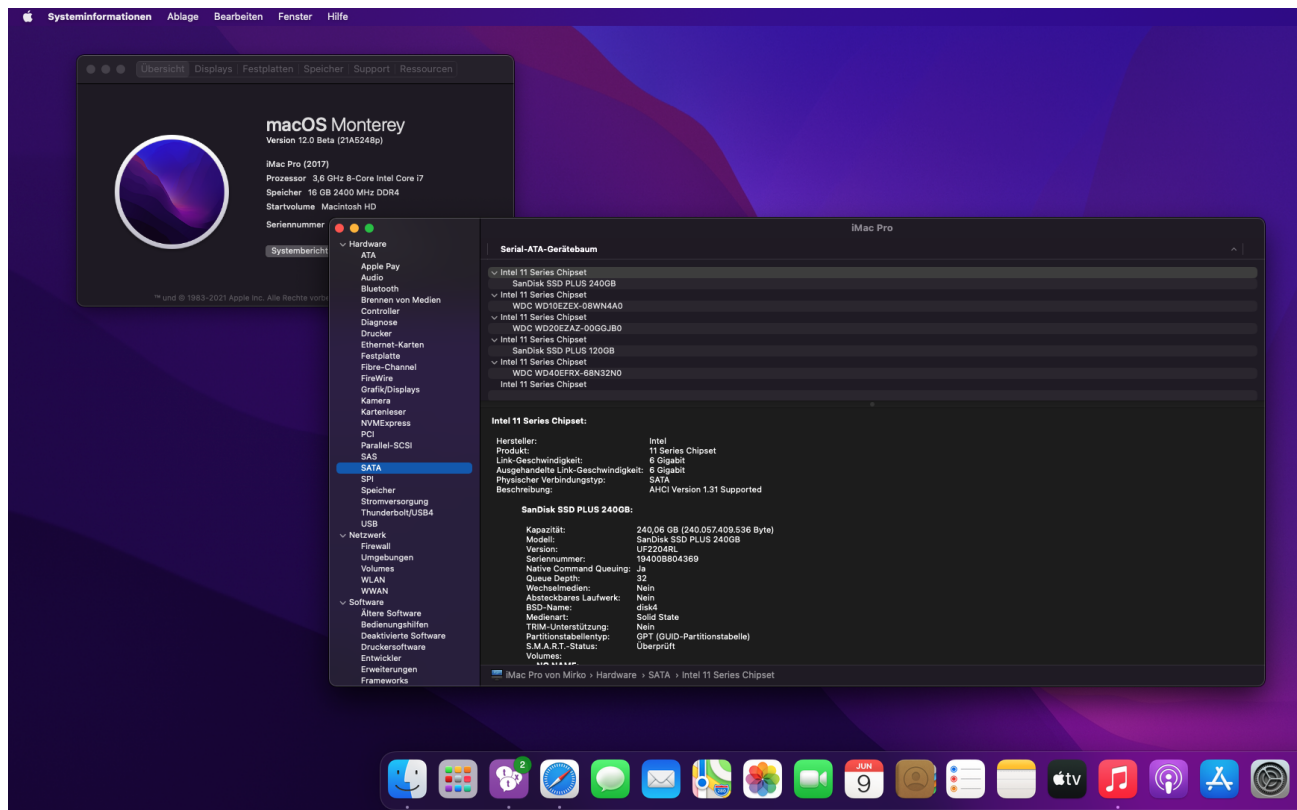 Systeminformationen Ablage Bearbeiten Fenster Hilfe
Übersicht Displays Festplatten Speicher Support Ressourcen
macOS Monterey
Version 12.0 Beta (21A5248p)
iMac Pro (2017)
Prozessor 3,6 GHz 8-Core Intel Core i7
Speicher 16 GB 2400 MHz DDR4
Startvolume Macintosh HD
Seriennummer
Systembericht
™ und © 1983-2021 Apple Inc. Alle Rechte
iMac Pro
Hardware
ATA
Apple Pay
Audio
Bluetooth
Brennen von Medien
Controller
Diagnose
Drucker
Ethernet-Karten
Festplatte
Fibre-Channel
FireWire
Grafik/Displays
Kamera
Kartenleser
NVMExpress
PCI
Parallel-SCSI
SAS
SATA
SPI
Speicher
Stromversorgung
Thunderbolt/USB4
USB
Netzwerk
Firewall
Umgebungen
Volumes
WLAN
WWAN
Software
Ältere Software
Bedienungshilfen
Deaktivierte Software
Druckersoftware
Entwickler
Erweiterungen
Frameworks
Serial-ATA-Gerätebaum
Intel 11 Series Chipset
SanDisk SSD PLUS 240GB
Intel 11 Series Chipset
WDC WD10EZEX-08WN4A0
Intel 11 Series Chipset
WDC WD20EZAZ-00GGJB0
Intel 11 Series Chipset
SanDisk SSD PLUS 120GB
Intel 11 Series Chipset
WDC WD40EFRX-68N32N0
Intel 11 Series Chipset
Intel 11 Series Chipset:
Hersteller: Intel
Produkt: 11 Series Chipset
Link-Geschwindigkeit: 6 Gigabit
Ausgehandelte Link-Geschwindigkeit: 6 Gigabit
Physischer Verbindungstyp: SATA
Beschreibung: AHCI Version 1.31 Supported
SanDisk SSD PLUS 240GB:
Kapazität: 240,06 GB (240.057.409.536 Byte)
Modell: SanDisk SSD PLUS 240GB
Version: UF2204RL
Seriennummer: 19400B804369
Native Command Queuing: Ja
Queue Depth: 32
Wechselmedien: Nein
Absteckbares Laufwerk: Nein
BSD-Name: disk4
Medienart: Solid State
TRIM-Unterstützung: Nein
Partitionstabellentyp: GPT (GUID-Partitionstabelle)
S.M.A.R.T.-Status: Überprüft
Volumes:
iMac Pro von Mirko › Hardware › SATA › Intel 11 Series Chipset
2
JUN
9
tv